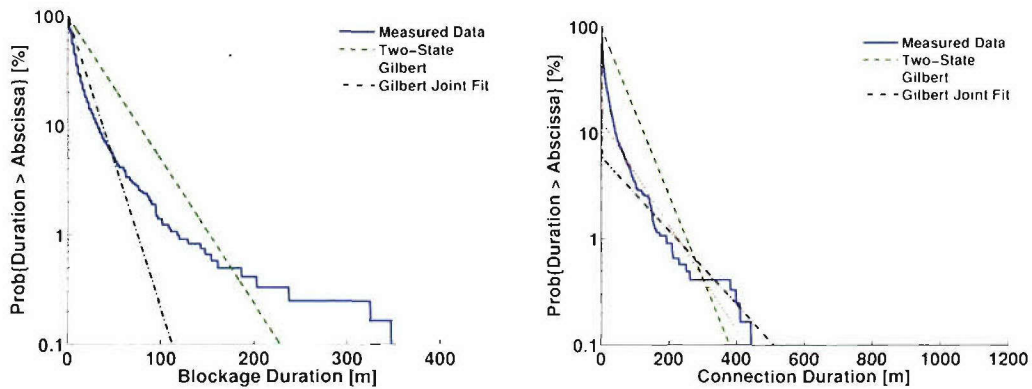 100
10
1
0.1
Prob{Duration > Abscissa} [%]
0 100 200 300 400
Blockage Duration [m]
Measured Data
Two-State
Gilbert
Gilbert Joint Fit
100
10
1
0.1
Prob{Duration > Abscissa} [%]
0 200 400 600 800 1000 1200
Connection Duration [m]
Measured Data
Two-State
Gilbert
Gilbert Joint Fit